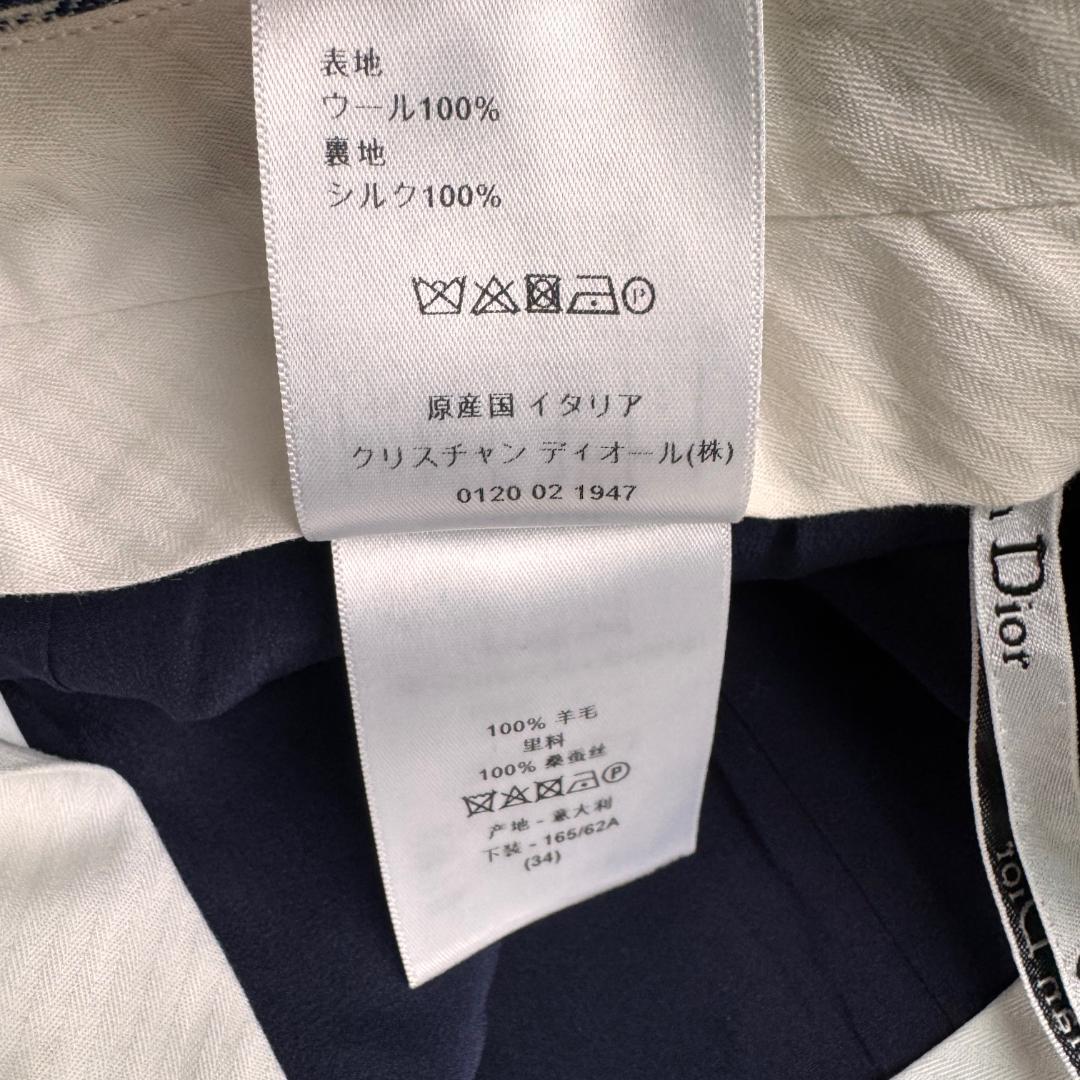 表地
ウール100%
裏地
シルク100%
P
原産国 イタリア
クリスチャン ディオール(株)
0120 02 1947
100% 羊毛
里料
100% 桑蚕丝
P
产地 - 意大利
下装 - 165/62A
(34)
Dior
Dior